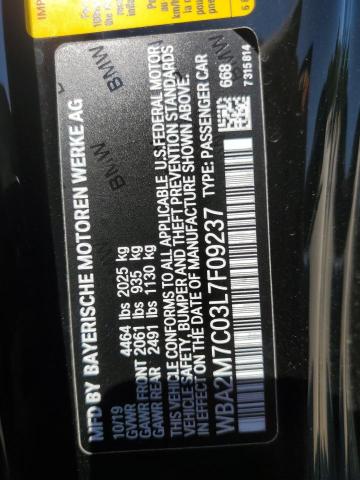 MFD BY BAYERISCHE MOTOREN WERKE AG
10/19
GVWR 4464 lbs 2025 kg
GAWR FRONT 2061 lbs 935 kg
GAWR REAR 2491 lbs 1130 kg
THIS VEHICLE CONFORMS TO ALL APPLICABLE U.S. FEDERAL MOTOR
VEHICLE SAFETY, BUMPER AND THEFT PREVENTION STANDARDS
IN EFFECT ON THE DATE OF MANUFACTURE SHOWN ABOVE.
WBA2M7C03L7F09237 TYPE: PASSENGER CAR
668
7315814
BMW
BMW
BMW